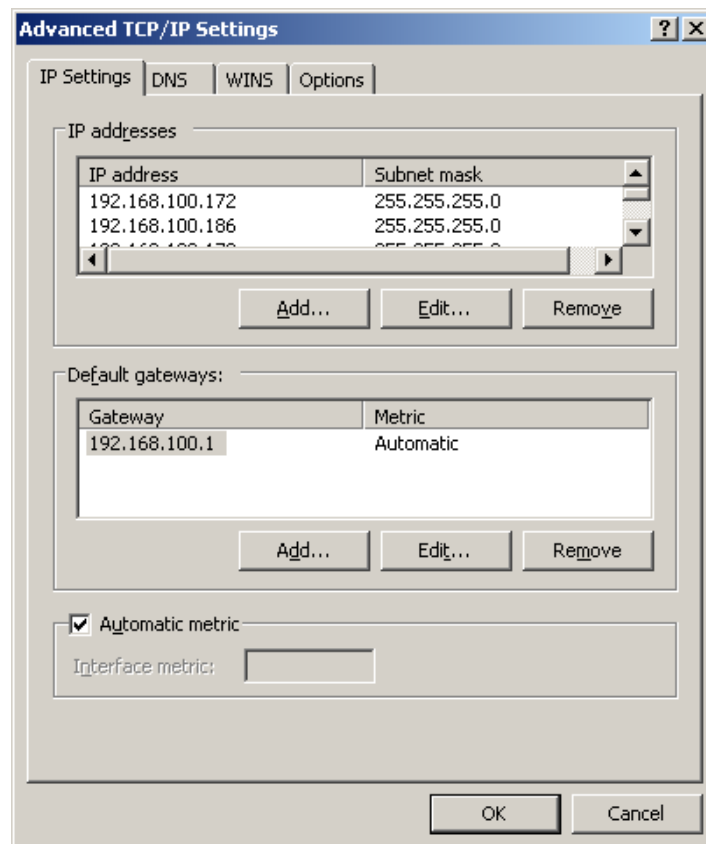 Advanced TCP/IP Settings
IP Settings DNS WINS Options
IP addresses
IP address Subnet mask
192.168.100.172 255.255.255.0
192.168.100.186 255.255.255.0
Add... Edit... Remove
Default gateways:
Gateway Metric
192.168.100.1 Automatic
Add... Edit... Remove
Automatic metric
Interface metric:
OK Cancel